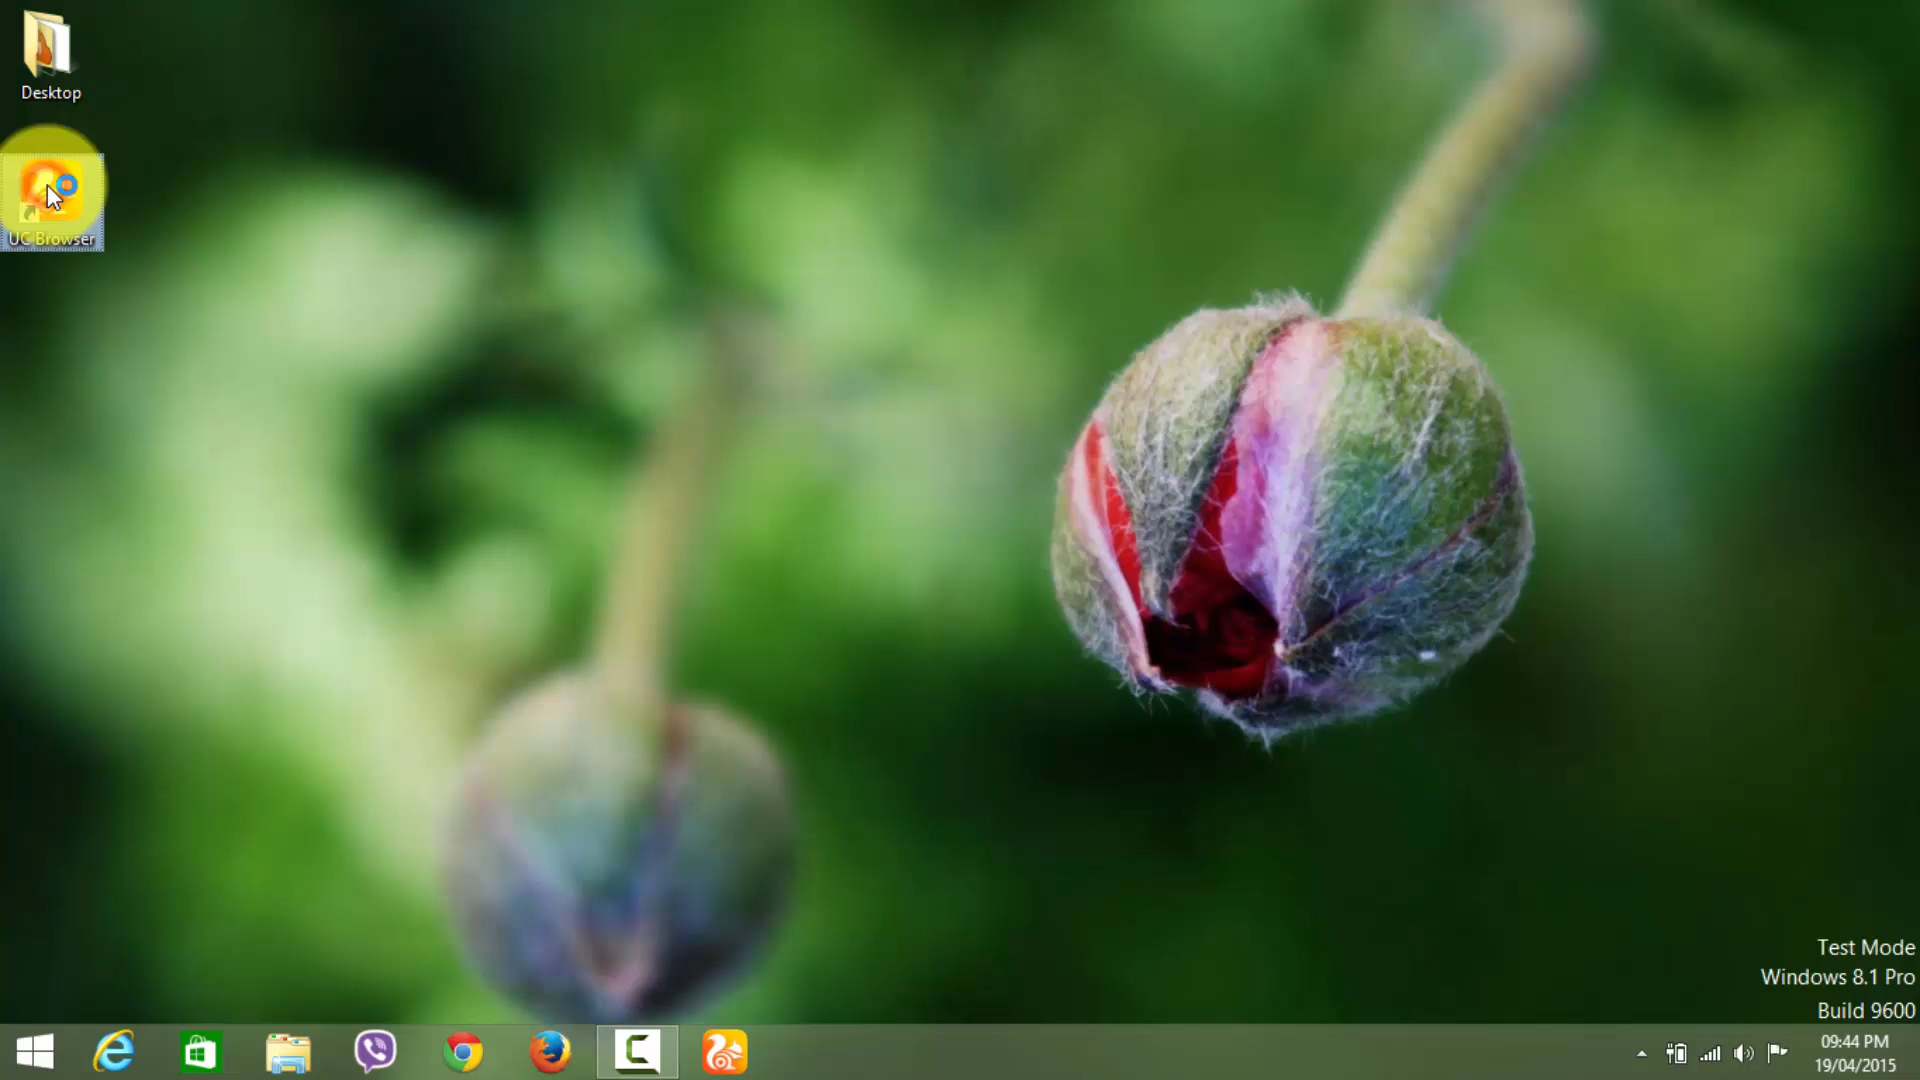 Desktop
UC Browser
Test Mode
Windows 8.1 Pro
Build 9600
09:44 PM
19/04/2015